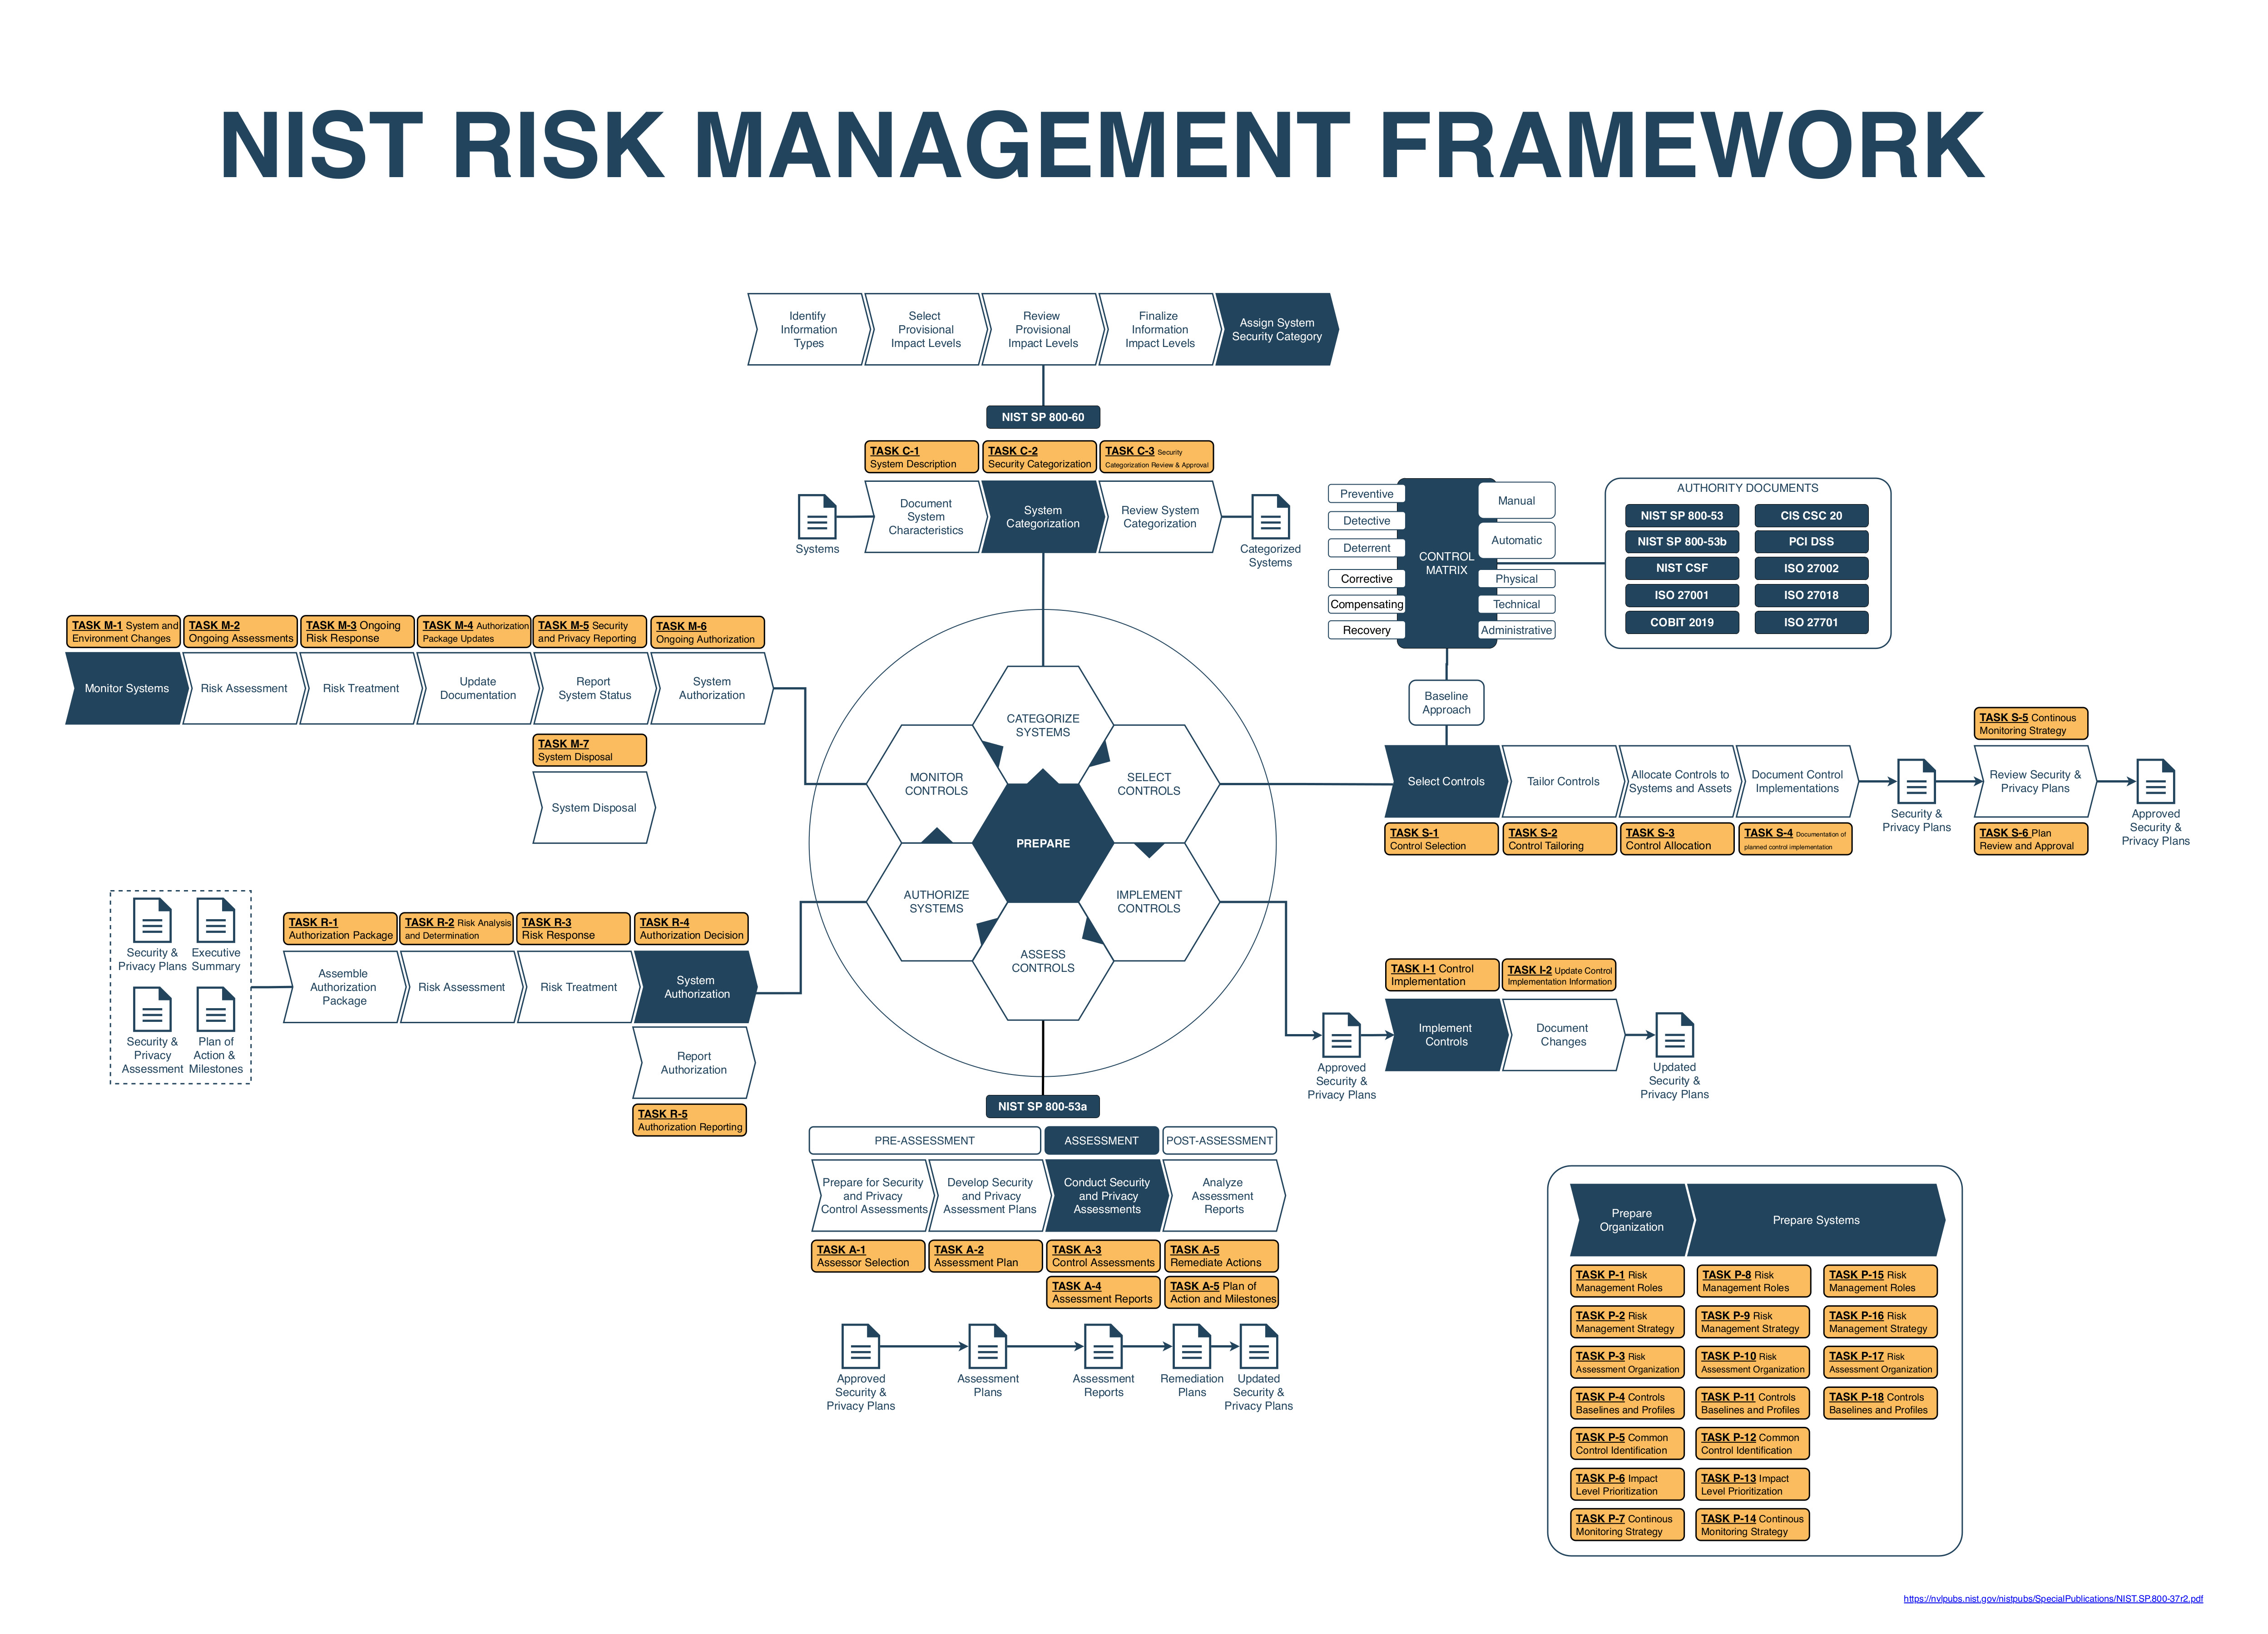 NIST RISK MANAGEMENT FRAMEWORK
Identify
Information
Types
Select
Provisional
Impact Levels
Review
Provisional
Impact Levels
Finalize
Information
Impact Levels
Assign System
Security Category
NIST SP 800-60
TASK C-1
System Description
TASK C-2
Security Categorization
TASK C-3 Security
Categorization Review & Approval
Systems
Document
System
Characteristics
System
Categorization
Review System
Categorization
Categorized
Systems
Preventive
Detective
Deterrent
Corrective
Compensating
Recovery
CONTROL
MATRIX
Manual
Automatic
Physical
Technical
Administrative
AUTHORITY DOCUMENTS
NIST SP 800-53
CIS CSC 20
NIST SP 800-53b
PCI DSS
NIST CSF
ISO 27002
ISO 27001
ISO 27018
COBIT 2019
ISO 27701
Baseline
Approach
TASK M-1 System and
Environment Changes
TASK M-2
Ongoing Assessments
TASK M-3 Ongoing
Risk Response
TASK M-4 Authorization
Package Updates
TASK M-5 Security
and Privacy Reporting
TASK M-6
Ongoing Authorization
Monitor Systems
Risk Assessment
Risk Treatment
Update
Documentation
Report
System Status
System
Authorization
TASK M-7
System Disposal
System Disposal
CATEGORIZE
SYSTEMS
MONITOR
CONTROLS
SELECT
CONTROLS
PREPARE
AUTHORIZE
SYSTEMS
IMPLEMENT
CONTROLS
ASSESS
CONTROLS
Select Controls
Tailor Controls
Allocate Controls to
Systems and Assets
Document Control
Implementations
TASK S-1
Control Selection
TASK S-2
Control Tailoring
TASK S-3
Control Allocation
TASK S-4 Documentation of
planned control implementation
Security &
Privacy Plans
TASK S-5 Continous
Monitoring Strategy
Review Security &
Privacy Plans
TASK S-6 Plan
Review and Approval
Approved
Security &
Privacy Plans
Security &
Privacy Plans
Executive
Summary
Security &
Privacy
Assessment
Plan of
Action &
Milestones
TASK R-1
Authorization Package
TASK R-2 Risk Analysis
and Determination
TASK R-3
Risk Response
TASK R-4
Authorization Decision
Assemble
Authorization
Package
Risk Assessment
Risk Treatment
System
Authorization
Report
Authorization
TASK R-5
Authorization Reporting
TASK I-1 Control
Implementation
TASK I-2 Update Control
Implementation Information
Approved
Security &
Privacy Plans
Implement
Controls
Document
Changes
Updated
Security &
Privacy Plans
NIST SP 800-53a
PRE-ASSESSMENT
ASSESSMENT
POST-ASSESSMENT
Prepare for Security
and Privacy
Control Assessments
Develop Security
and Privacy
Assessment Plans
Conduct Security
and Privacy
Assessments
Analyze
Assessment
Reports
TASK A-1
Assessor Selection
TASK A-2
Assessment Plan
TASK A-3
Control Assessments
TASK A-5
Remediate Actions
TASK A-4
Assessment Reports
TASK A-5 Plan of
Action and Milestones
Approved
Security &
Privacy Plans
Assessment
Plans
Assessment
Reports
Remediation
Plans
Updated
Security &
Privacy Plans
Prepare
Organization
Prepare Systems
TASK P-1 Risk
Management Roles
TASK P-8 Risk
Management Roles
TASK P-15 Risk
Management Roles
TASK P-2 Risk
Management Strategy
TASK P-9 Risk
Management Strategy
TASK P-16 Risk
Management Strategy
TASK P-3 Risk
Assessment Organization
TASK P-10 Risk
Assessment Organization
TASK P-17 Risk
Assessment Organization
TASK P-4 Controls
Baselines and Profiles
TASK P-11 Controls
Baselines and Profiles
TASK P-18 Controls
Baselines and Profiles
TASK P-5 Common
Control Identification
TASK P-12 Common
Control Identification
TASK P-6 Impact
Level Prioritization
TASK P-13 Impact
Level Prioritization
TASK P-7 Continous
Monitoring Strategy
TASK P-14 Continous
Monitoring Strategy
https://nvlpubs.nist.gov/nistpubs/SpecialPublications/NIST.SP.800-37r2.pdf